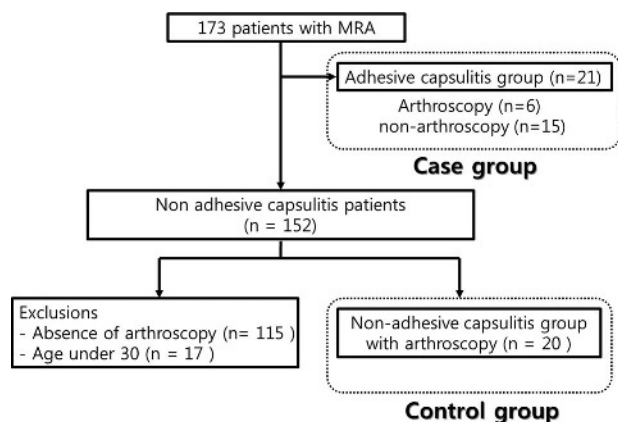 173 patients with MRA
Adhesive capsulitis group (n=21)
Arthroscopy (n=6)
non-arthroscopy (n=15)
Case group
Non adhesive capsulitis patients
(n = 152)
Exclusions
- Absence of arthroscopy (n= 115 )
- Age under 30 (n = 17 )
Non-adhesive capsulitis group
with arthroscopy (n = 20 )
Control group